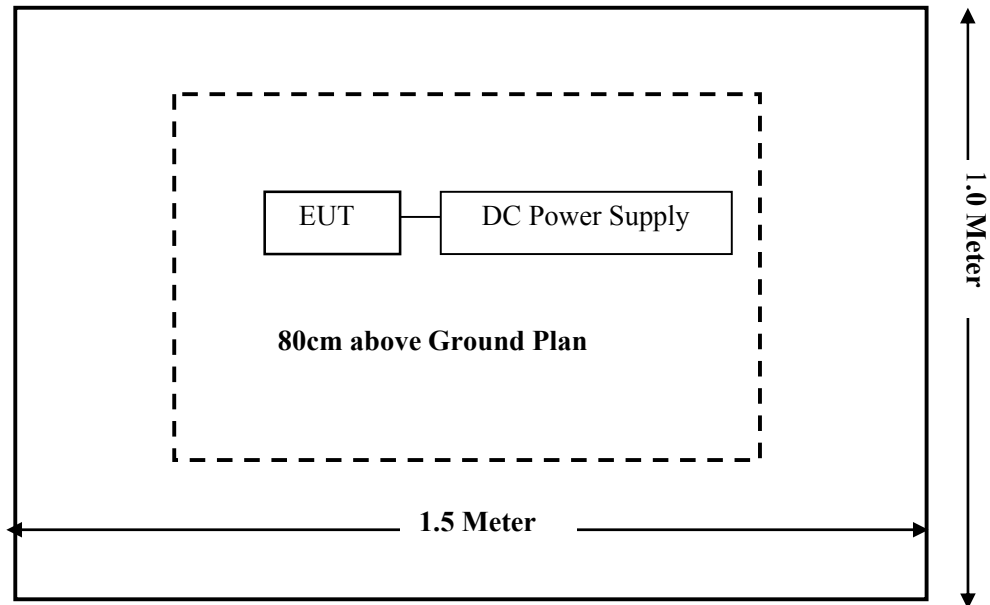 EUT
DC Power Supply
1.0 Meter
80cm above Ground Plan
1.5 Meter